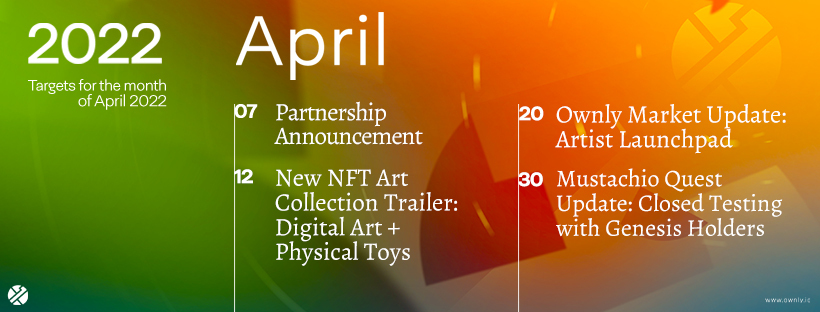 2022
Targets for the month
of April 2022
April
07 Partnership
Announcement
12 New NFT Art
Collection Trailer:
Digital Art +
Physical Toys
20 Ownly Market Update:
Artist Launchpad
30 Mustachio Quest
Update: Closed Testing
with Genesis Holders
www.ownly.io